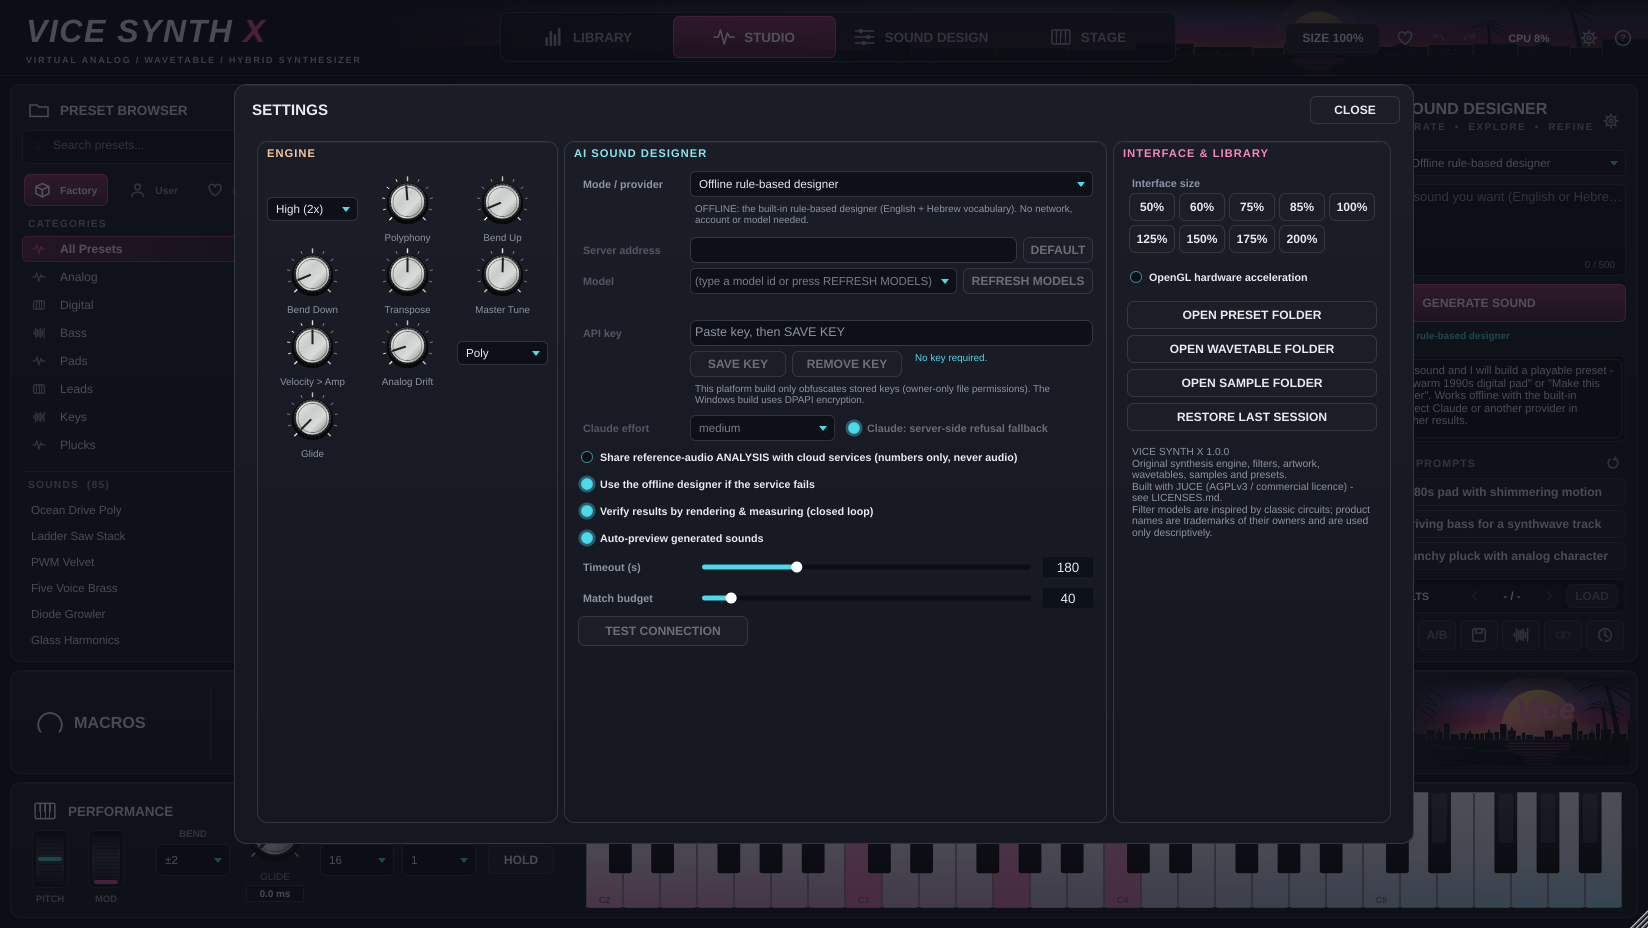 VICE SYNTH X
VIRTUAL ANALOG / WAVETABLE / HYBRID SYNTHESIZER
LIBRARY
STUDIO
SOUND DESIGN
STAGE
SIZE 100%
CPU 8%
PRESET BROWSER
Search presets...
Factory
User
CATEGORIES
All Presets
Analog
Digital
Bass
Pads
Leads
Keys
Plucks
SOUNDS (85)
Ocean Drive Poly
Ladder Saw Stack
PWM Velvet
Five Voice Brass
Diode Growler
Glass Harmonics
SETTINGS
CLOSE
ENGINE
High (2x)
Polyphony
Bend Up
Bend Down
Transpose
Master Tune
Velocity > Amp
Analog Drift
Poly
Glide
AI SOUND DESIGNER
Mode / provider
Offline rule-based designer
OFFLINE: the built-in rule-based designer (English + Hebrew vocabulary). No network,
account or model needed.
Server address
DEFAULT
Model
(type a model id or press REFRESH MODELS)
REFRESH MODELS
API key
Paste key, then SAVE KEY
SAVE KEY
REMOVE KEY
No key required.
This platform build only obfuscates stored keys (owner-only file permissions). The
Windows build uses DPAPI encryption.
Claude effort
medium
Claude: server-side refusal fallback
Share reference-audio ANALYSIS with cloud services (numbers only, never audio)
Use the offline designer if the service fails
Verify results by rendering & measuring (closed loop)
Auto-preview generated sounds
Timeout (s)
180
Match budget
40
TEST CONNECTION
INTERFACE & LIBRARY
Interface size
50%
60%
75%
85%
100%
125%
150%
175%
200%
OpenGL hardware acceleration
OPEN PRESET FOLDER
OPEN WAVETABLE FOLDER
OPEN SAMPLE FOLDER
RESTORE LAST SESSION
VICE SYNTH X 1.0.0
Original synthesis engine, filters, artwork,
wavetables, samples and presets.
Built with JUCE (AGPLv3 / commercial licence) -
see LICENSES.md.
Filter models are inspired by classic circuits; product
names are trademarks of their owners and are used
only descriptively.
OUND DESIGNER
RATE • EXPLORE • REFINE
Offline rule-based designer
sound you want (English or Hebre...
0 / 500
GENERATE SOUND
rule-based designer
sound and I will build a playable preset -
warm 1990s digital pad" or "Make this
er". Works offline with the built-in
ect Claude or another provider in
her results.
PROMPTS
80s pad with shimmering motion
iving bass for a synthwave track
unchy pluck with analog character
LTS
- / -
LOAD
A/B
Vice
MACROS
PERFORMANCE
PITCH
MOD
BEND
±2
GLIDE
0.0 ms
16
1
HOLD
C2
C3
C4
C5